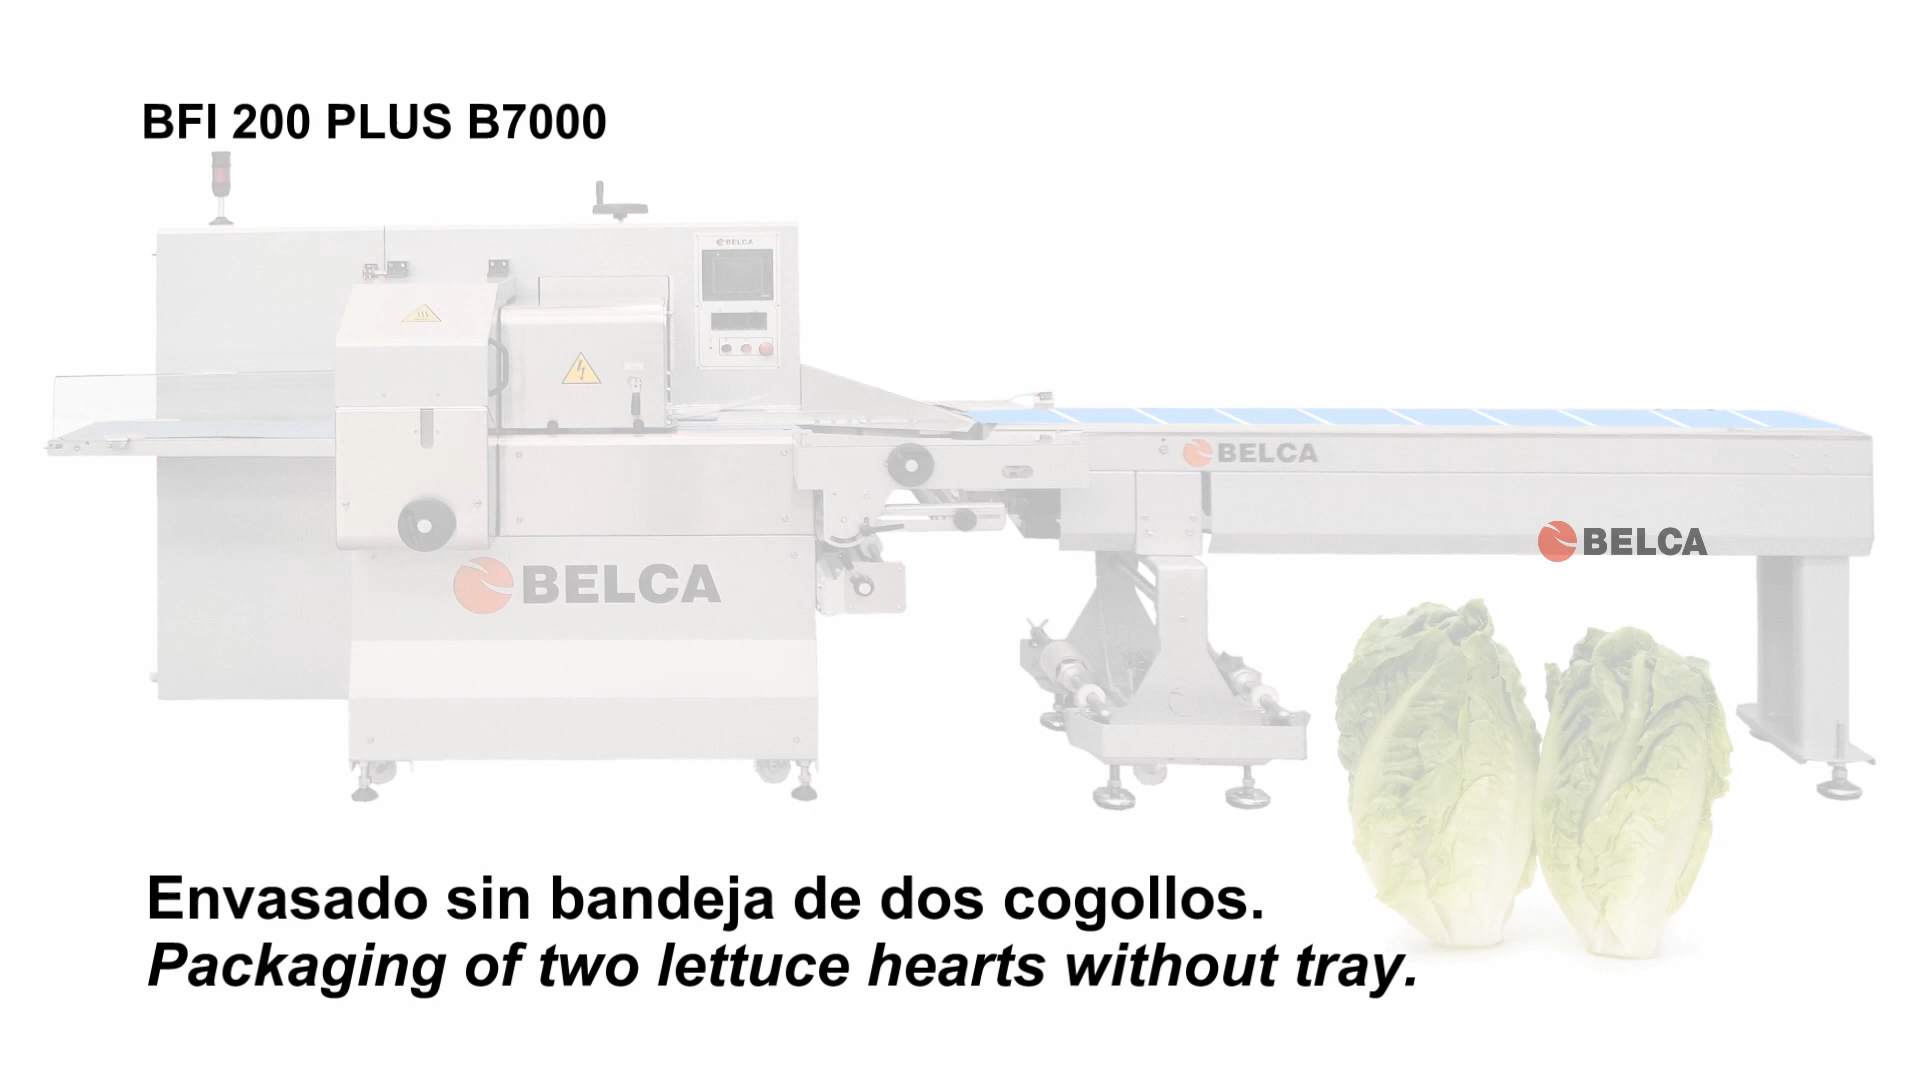 BFI 200 PLUS B7000
BELCA
BELCA
BELCA
BELCA
Envasado sin bandeja de dos cogollos.
Packaging of two lettuce hearts without tray.